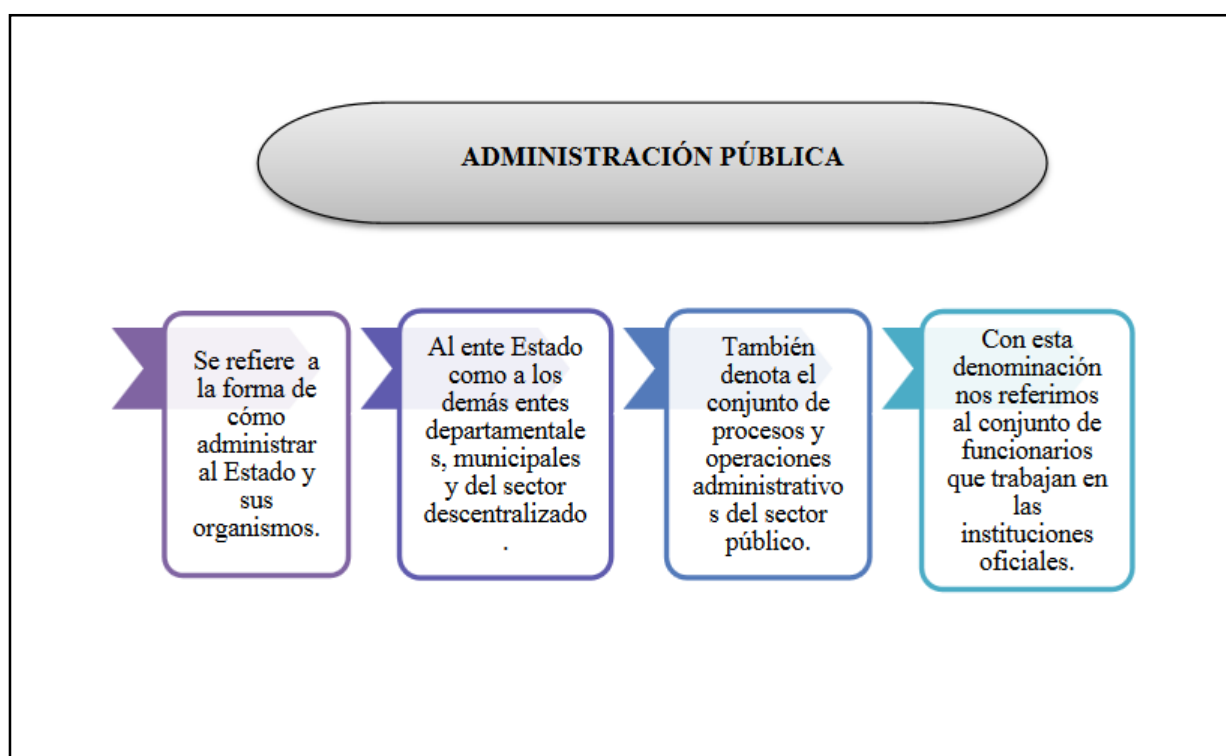 ADMINISTRACIÓN PÚBLICA
Se refiere a
la forma de
cómo
administrar
al Estado y
sus
organismos.
Al ente Estado
como a los
demás entes
departamentale
s, municipales
y del sector
descentralizado
.
También
denota el
conjunto de
procesos y
operaciones
administrativo
s del sector
público.
Con esta
denominación
nos referimos
al conjunto de
funcionarios
que trabajan en
las
instituciones
oficiales.